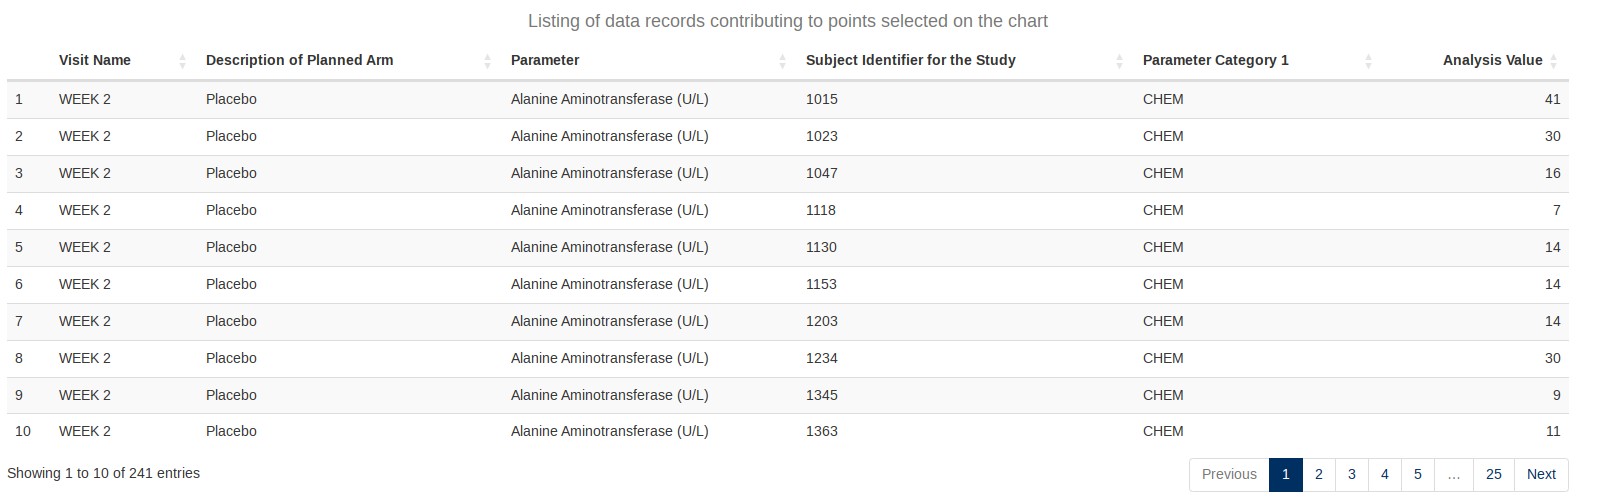 Listing of data records contributing to points selected on the chart
Visit Name Description of Planned Arm Parameter Subject Identifier for the Study Parameter Category 1 Analysis Value
1 WEEK 2 Placebo Alanine Aminotransferase (U/L) 1015 CHEM 41
2 WEEK 2 Placebo Alanine Aminotransferase (U/L) 1023 CHEM 30
3 WEEK 2 Placebo Alanine Aminotransferase (U/L) 1047 CHEM 16
4 WEEK 2 Placebo Alanine Aminotransferase (U/L) 1118 CHEM 7
5 WEEK 2 Placebo Alanine Aminotransferase (U/L) 1130 CHEM 14
6 WEEK 2 Placebo Alanine Aminotransferase (U/L) 1153 CHEM 14
7 WEEK 2 Placebo Alanine Aminotransferase (U/L) 1203 CHEM 14
8 WEEK 2 Placebo Alanine Aminotransferase (U/L) 1234 CHEM 30
9 WEEK 2 Placebo Alanine Aminotransferase (U/L) 1345 CHEM 9
10 WEEK 2 Placebo Alanine Aminotransferase (U/L) 1363 CHEM 11
Showing 1 to 10 of 241 entries Previous 1 2 3 4 5 … 25 Next